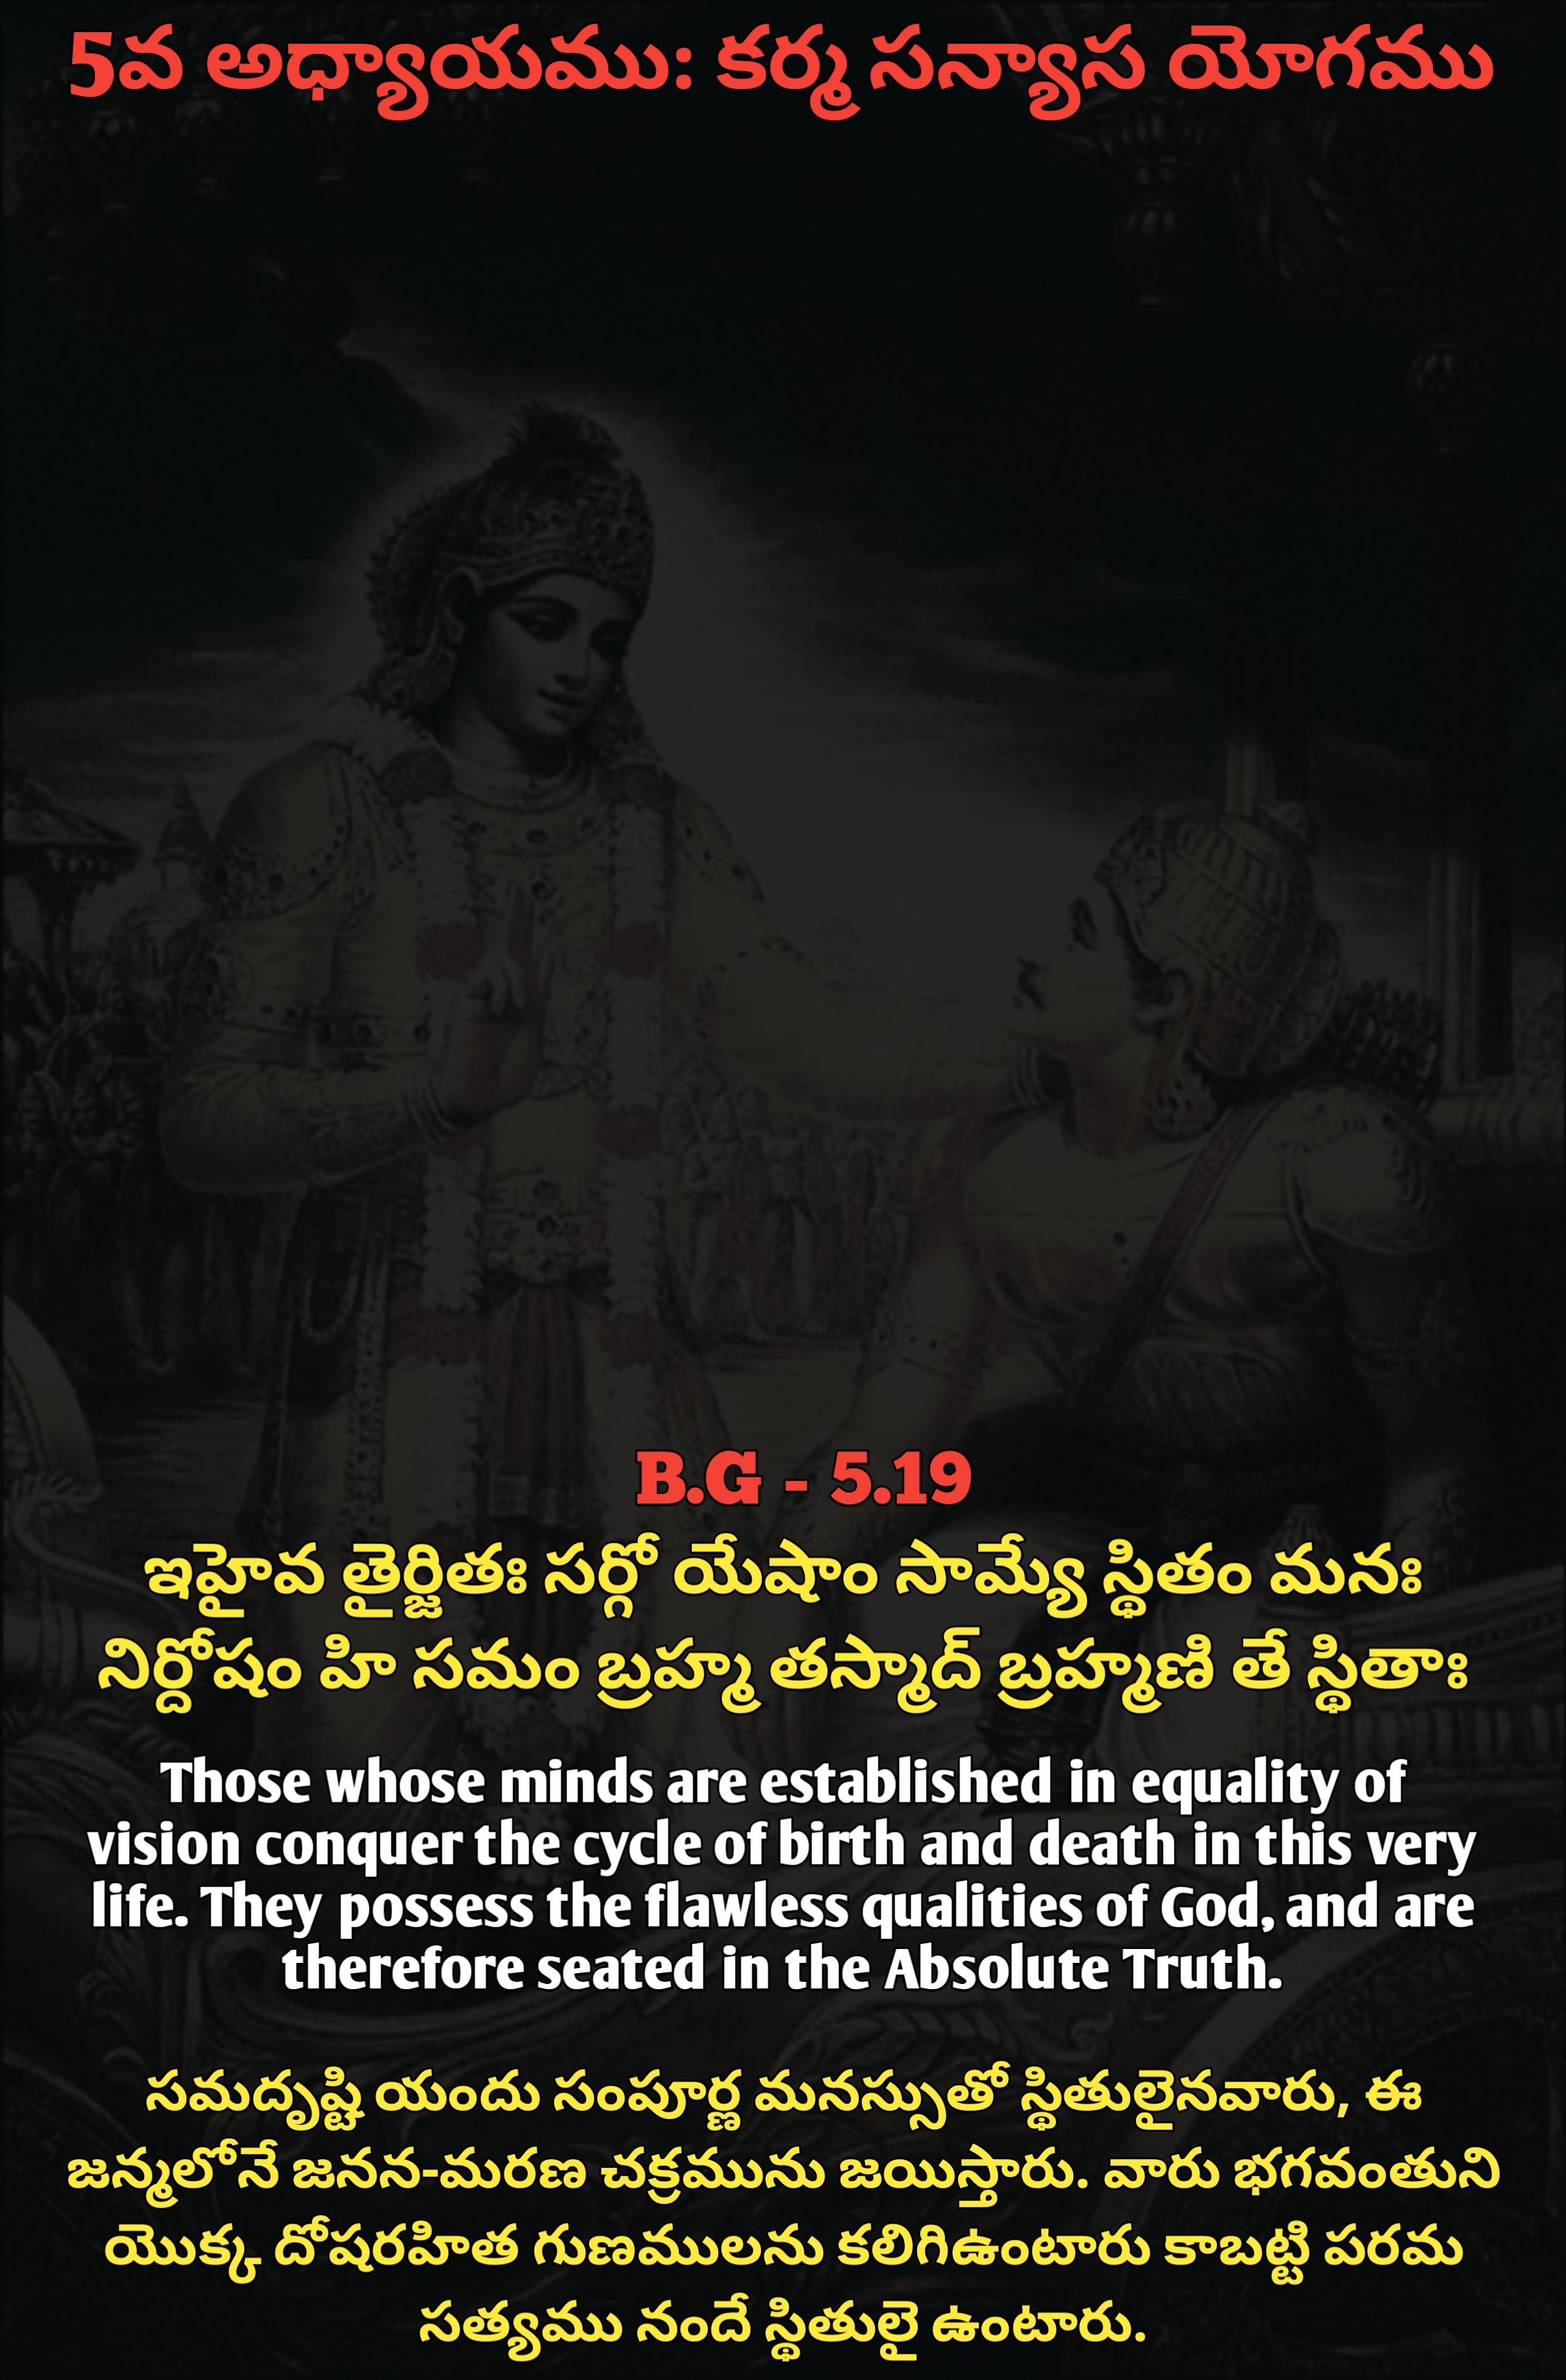 5వ అధ్యాయము: కర్మ సన్యాస యోగము
B.G - 5.19
ఇహైవ తైర్జితః సర్గో యేషాం సామ్యే స్థితం మనః
నిర్దోషం హి సమం బ్రహ్మ తస్మాద్ బ్రహ్మణి తే స్థితాః
Those whose minds are established in equality of
vision conquer the cycle of birth and death in this very
life. They possess the flawless qualities of God, and are
therefore seated in the Absolute Truth.
సమదృష్టి యందు సంపూర్ణ మనస్సుతో స్థితులైనవారు, ఈ
జన్మలోనే జనన-మరణ చక్రమును జయిస్తారు. వారు భగవంతుని
యొక్క దోషరహిత గుణములను కలిగిఉంటారు కాబట్టి పరమ
సత్యము నందే స్థితులై ఉంటారు.